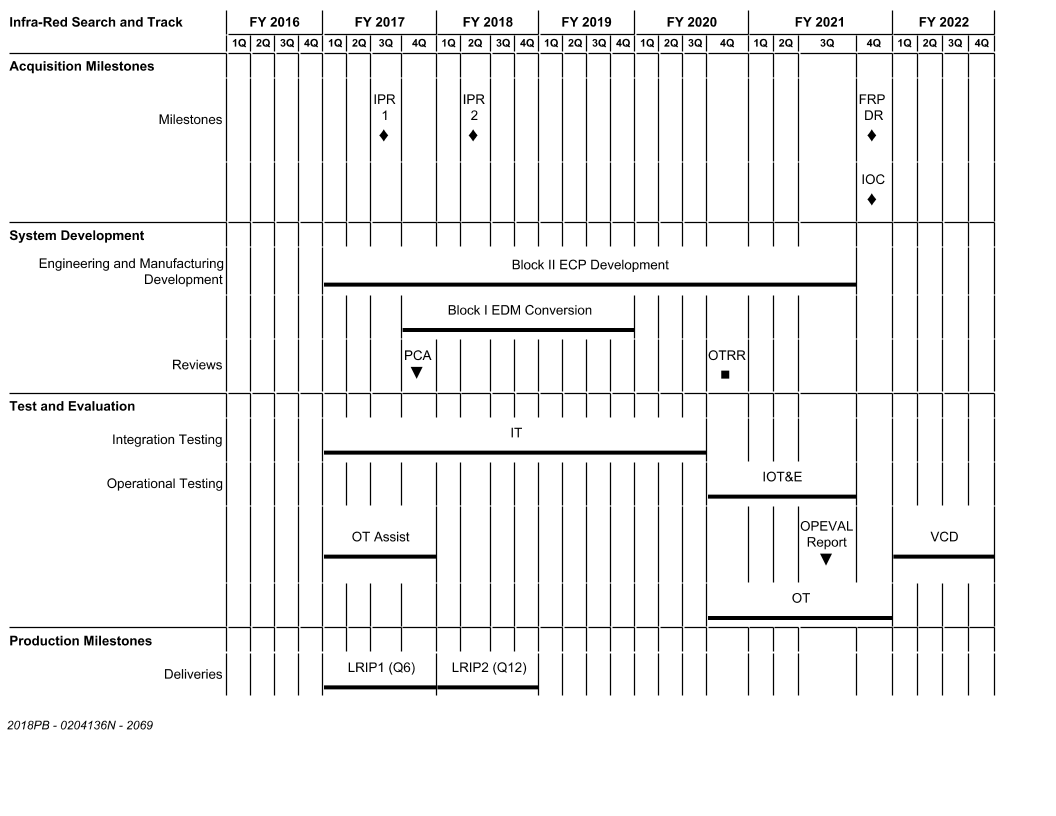 Infra-Red Search and Track FY 2016 FY 2017 FY 2018 FY 2019 FY 2020 FY 2021 FY 2022
1Q 2Q 3Q 4Q 1Q 2Q 3Q 4Q 1Q 2Q 3Q 4Q 1Q 2Q 3Q 4Q 1Q 2Q 3Q 4Q 1Q 2Q 3Q 4Q 1Q 2Q 3Q 4Q
Acquisition Milestones
Milestones
IPR
1
IPR
2
FRP
DR
IOC
System Development
Engineering and Manufacturing
Development
Block II ECP Development
Block I EDM Conversion
Reviews
PCA
OTRR
Test and Evaluation
Integration Testing
IT
Operational Testing
IOT&E
OT Assist
OPEVAL
Report
VCD
OT
Production Milestones
Deliveries
LRIP1 (Q6)
LRIP2 (Q12)
2018PB - 0204136N - 2069